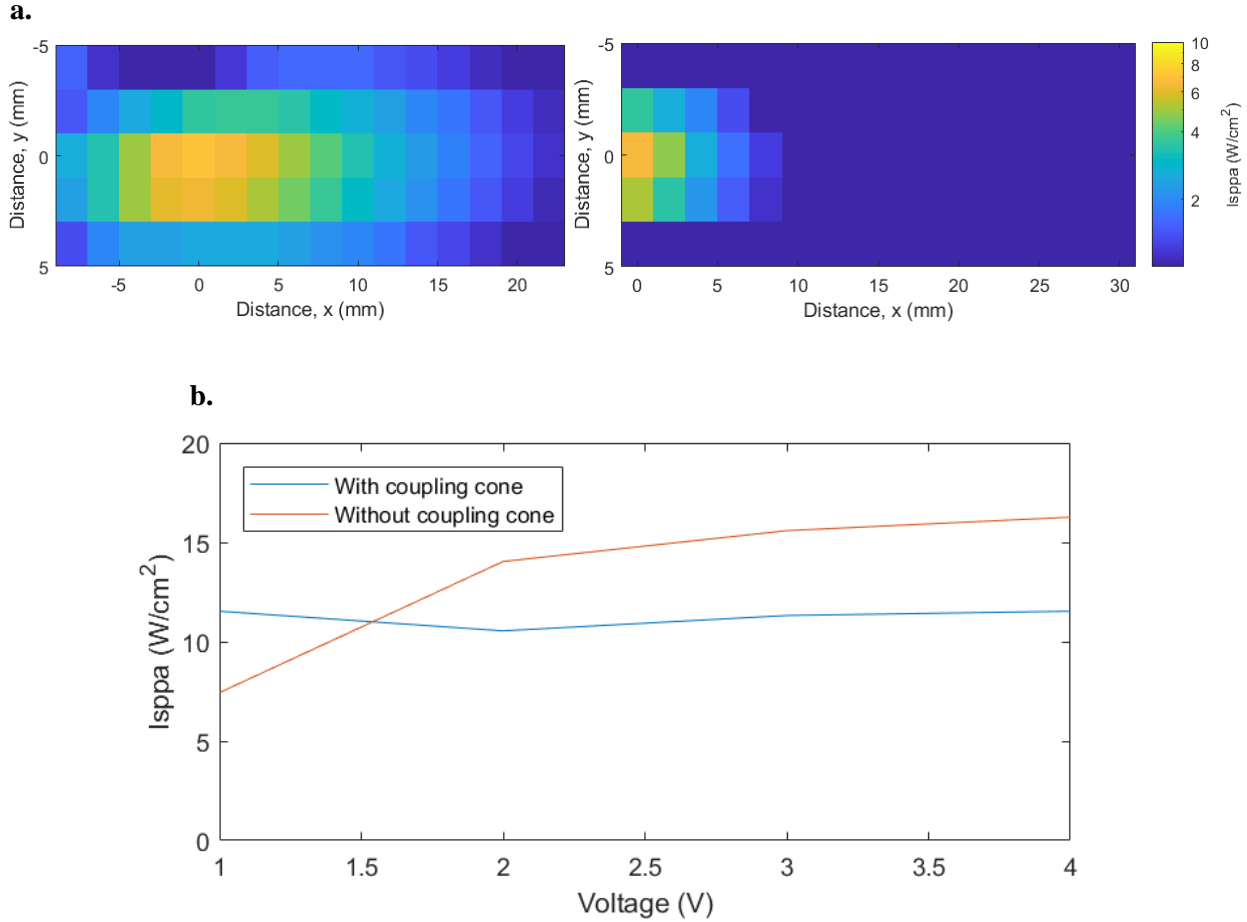 a.
-5
0
5
Distance, y (mm)
-5 0 5 10 15 20
Distance, x (mm)
-5
0
5
Distance, y (mm)
0 5 10 15 20 25 30
Distance, x (mm)
10
8
6
4
2
Isppa (W/cm2)
b.
20
15
10
5
0
Isppa (W/cm2)
With coupling cone
Without coupling cone
1 1.5 2 2.5 3 3.5 4
Voltage (V)